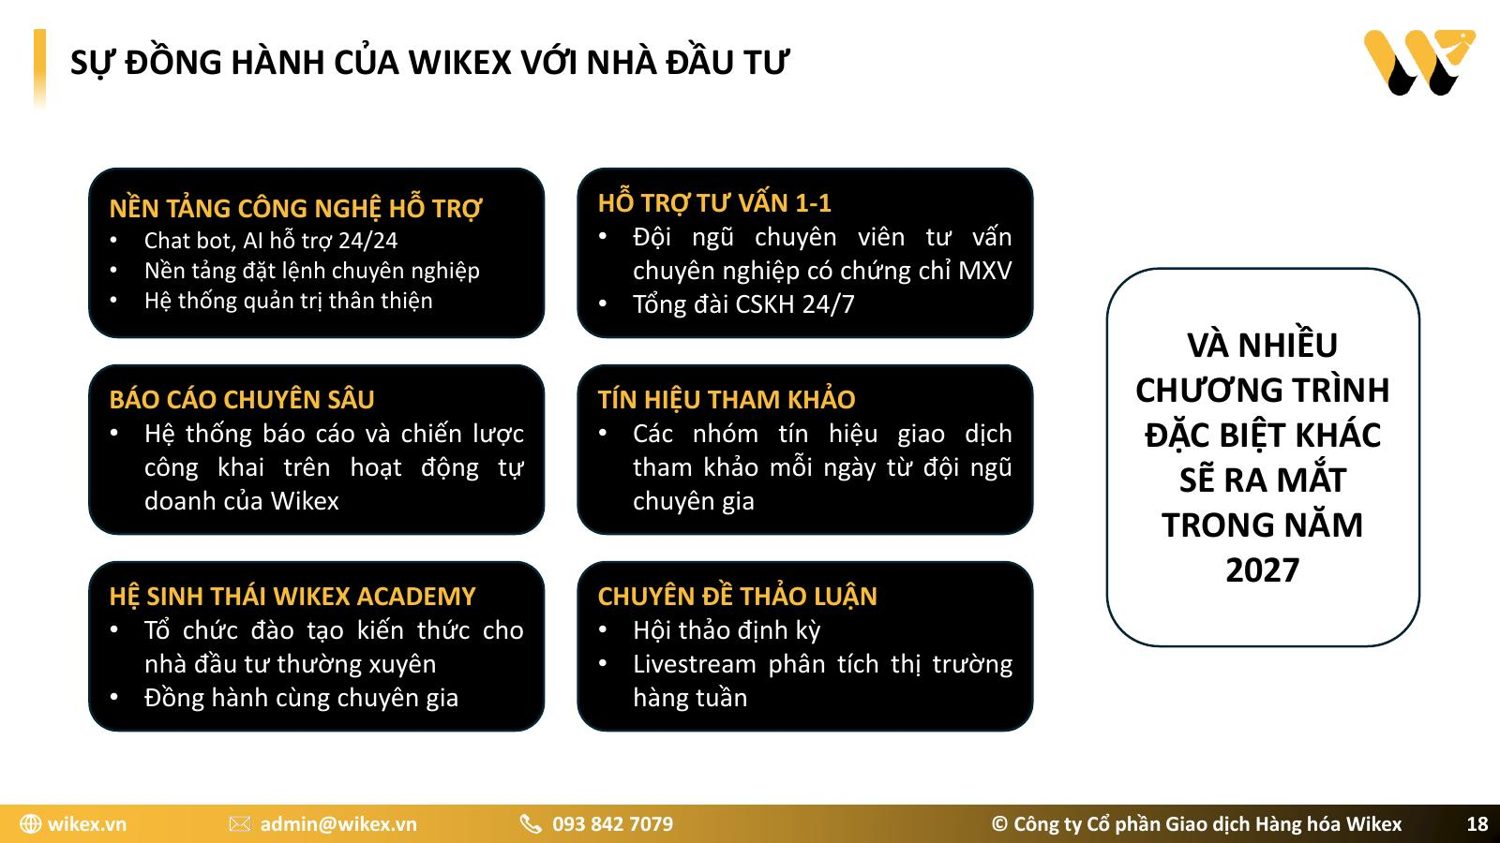 SỰ ĐỒNG HÀNH CỦA WIKEX VỚI NHÀ ĐẦU TƯ
NỀN TẢNG CÔNG NGHỆ HỖ TRỢ
• Chat bot, AI hỗ trợ 24/24
• Nền tảng đặt lệnh chuyên nghiệp
• Hệ thống quản trị thân thiện
HỖ TRỢ TƯ VẤN 1-1
• Đội ngũ chuyên viên tư vấn
chuyên nghiệp có chứng chỉ MXV
• Tổng đài CSKH 24/7
BÁO CÁO CHUYÊN SÂU
• Hệ thống báo cáo và chiến lược
công khai trên hoạt động tự
doanh của Wikex
TÍN HIỆU THAM KHẢO
• Các nhóm tín hiệu giao dịch
tham khảo mỗi ngày từ đội ngũ
chuyên gia
HỆ SINH THÁI WIKEX ACADEMY
• Tổ chức đào tạo kiến thức cho
nhà đầu tư thường xuyên
• Đồng hành cùng chuyên gia
CHUYÊN ĐỀ THẢO LUẬN
• Hội thảo định kỳ
• Livestream phân tích thị trường
hàng tuần
VÀ NHIỀU
CHƯƠNG TRÌNH
ĐẶC BIỆT KHÁC
SẼ RA MẮT
TRONG NĂM
2027
wikex.vn
admin@wikex.vn
093 842 7079
© Công ty Cổ phần Giao dịch Hàng hóa Wikex
18